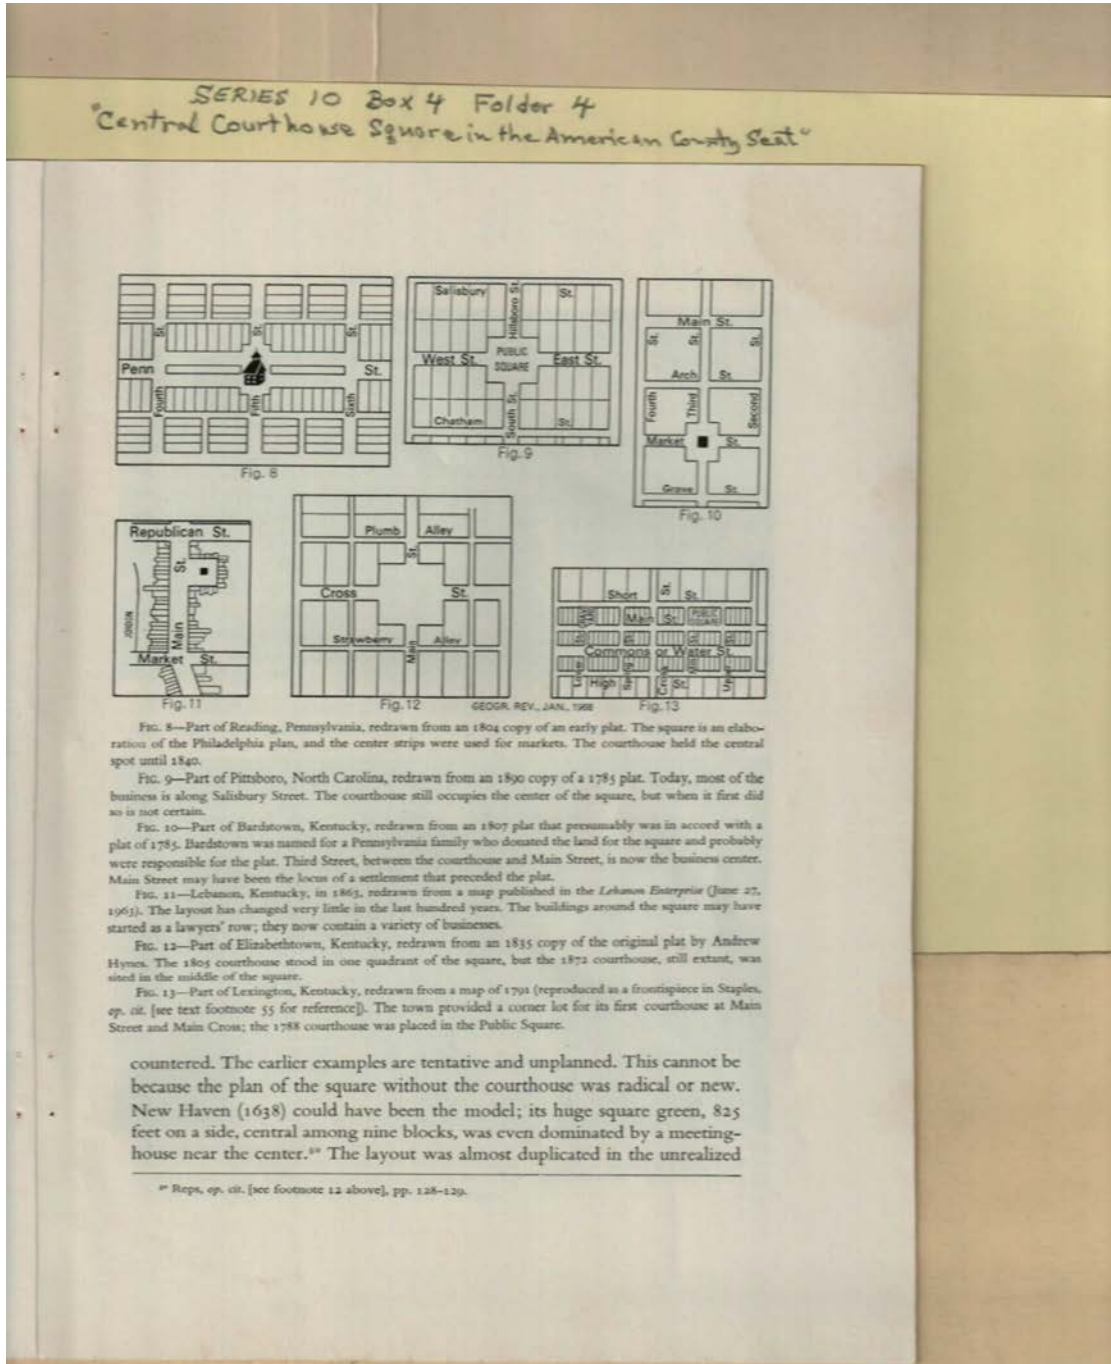 SERIES 10 Box 4 Folder 4
"Central Courthouse Square in the American County Seat"
Penn St.
Fourth St.
Fifth St.
Sixth St.
Fig. 8
Salisbury St.
Hillsboro St.
West St.
PUBLIC
SQUARE
East St.
South St.
Chatham St.
Fig. 9
Main St.
St. St. St.
Arch St.
Fourth
Third
Second
Market St.
Grove St.
Fig. 10
Republican St.
Main St.
Market St.
Fig. 11
Plumb Alley
St.
Cross St.
Strawberry Alley
Main
Fig. 12
GEOGR. REV., JAN., 1968
Short St.
St.
Main St. PUBLIC
SQUARE
Commons or Water St.
High St.
Lower
Spring
Cross
Mill
Upper
Fig. 13
FIG. 8—Part of Reading, Pennsylvania, redrawn from an 1804 copy of an early plat. The square is an elabo-
ration of the Philadelphia plan, and the center strips were used for markets. The courthouse held the central
spot until 1840.
FIG. 9—Part of Pittsboro, North Carolina, redrawn from an 1890 copy of a 1785 plat. Today, most of the
business is along Salisbury Street. The courthouse still occupies the center of the square, but when it first did
so is not certain.
FIG. 10—Part of Bardstown, Kentucky, redrawn from an 1807 plat that presumably was in accord with a
plat of 1785. Bardstown was named for a Pennsylvania family who donated the land for the square and probably
were responsible for the plat. Third Street, between the courthouse and Main Street, is now the business center.
Main Street may have been the locus of a settlement that preceded the plat.
FIG. 11—Lebanon, Kentucky, in 1863, redrawn from a map published in the Lebanon Enterprise (June 27,
1963). The layout has changed very little in the last hundred years. The buildings around the square may have
started as a lawyers' row; they now contain a variety of businesses.
FIG. 12—Part of Elizabethtown, Kentucky, redrawn from an 1835 copy of the original plat by Andrew
Hynes. The 1805 courthouse stood in one quadrant of the square, but the 1872 courthouse, still extant, was
sited in the middle of the square.
FIG. 13—Part of Lexington, Kentucky, redrawn from a map of 1791 (reproduced as a frontispiece in Staples,
op. cit. [see text footnote 55 for reference]). The town provided a corner lot for its first courthouse at Main
Street and Main Cross; the 1788 courthouse was placed in the Public Square.
countered. The earlier examples are tentative and unplanned. This cannot be
because the plan of the square without the courthouse was radical or new.
New Haven (1638) could have been the model; its huge square green, 825
feet on a side, central among nine blocks, was even dominated by a meeting-
house near the center. The layout was almost duplicated in the unrealized
Reps, op. cit. [see footnote 12 above], pp. 128–129.